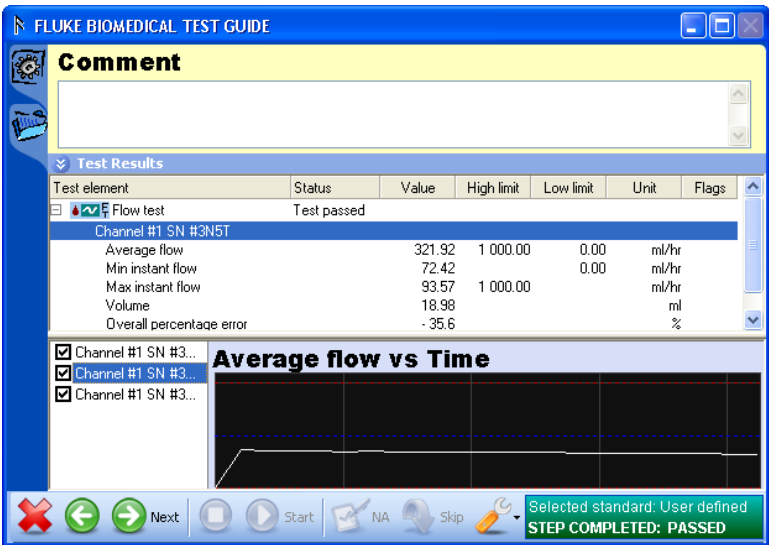 FLUKE BIOMEDICAL TEST GUIDE
Comment
Test Results
Test element Status Value High limit Low limit Unit Flags
Flow test Test passed
Channel #1 SN #3N5T
Average flow 321.92 1 000.00 0.00 ml/hr
Min instant flow 72.42 0.00 ml/hr
Max instant flow 93.57 1 000.00 ml/hr
Volume 18.98 ml
Overall percentage error - 35.6 %
Channel #1 SN #3...
Channel #1 SN #3...
Channel #1 SN #3...
Average flow vs Time
Next Start NA Skip
Selected standard: User defined
STEP COMPLETED: PASSED